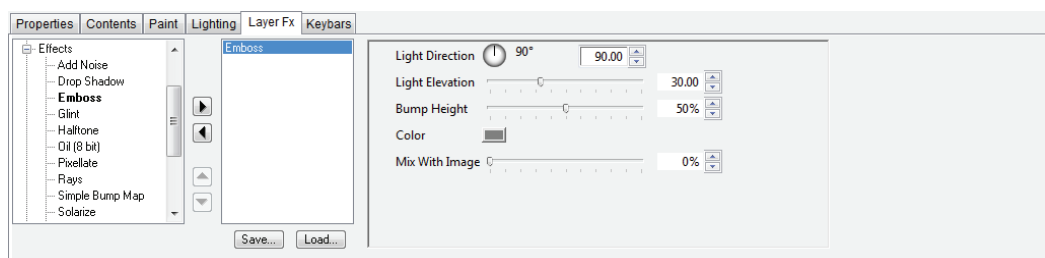 Properties Contents Paint Lighting Layer Fx Keybars
Effects
Add Noise
Drop Shadow
Emboss
Glint
Halftone
Oil (8 bit)
Pixellate
Rays
Simple Bump Map
Solarize
Emboss
Save... Load...
Light Direction 90° 90.00
Light Elevation 30.00
Bump Height 50%
Color
Mix With Image 0%